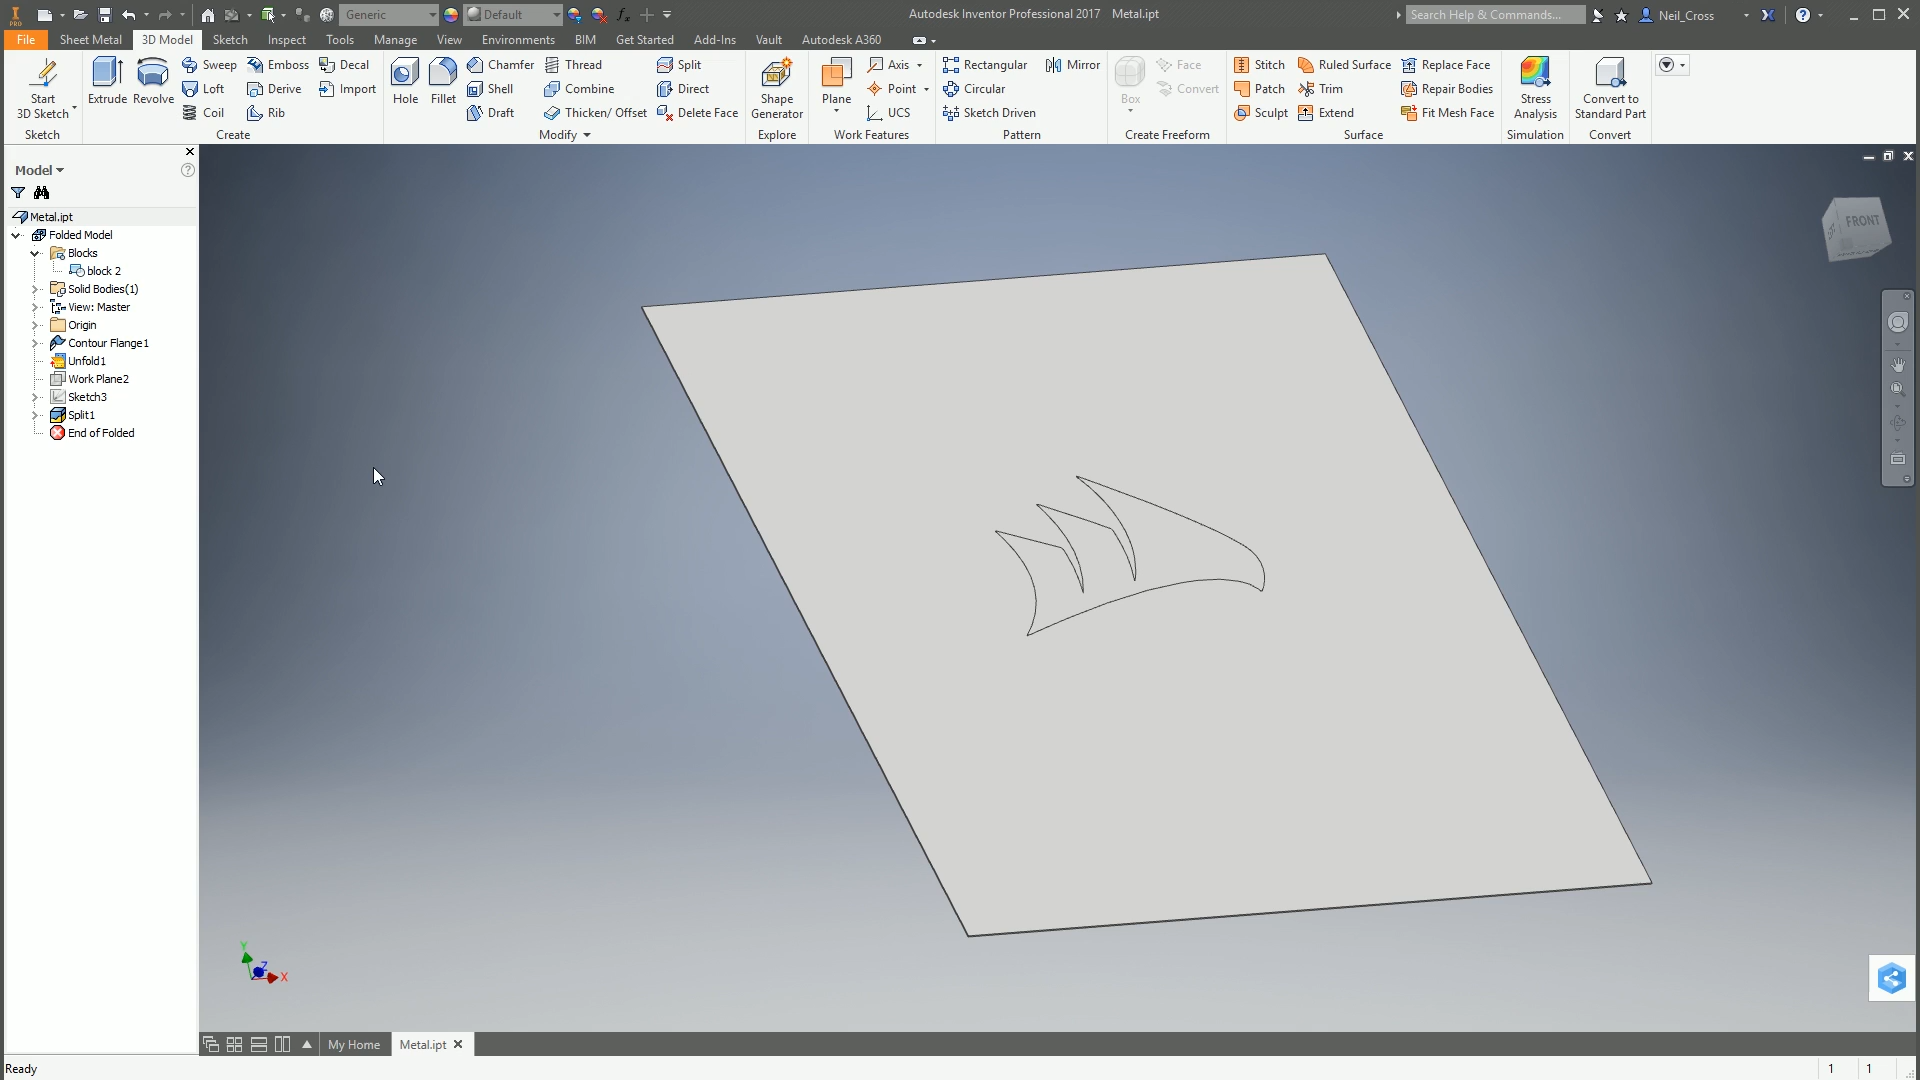 PRO
Generic
Default
fx
Autodesk Inventor Professional 2017 Metal.ipt
Search Help & Commands...
Neil_Cross
File Sheet Metal 3D Model Sketch Inspect Tools Manage View Environments BIM Get Started Add-Ins Vault Autodesk A360
Sweep Emboss Decal Chamfer Thread Split Axis Rectangular Mirror Face Stitch Ruled Surface Replace Face
Loft Derive Import Shell Combine Direct Point Circular Convert Patch Trim Repair Bodies
Coil Rib Draft Thicken/ Offset Delete Face UCS Sketch Driven Sculpt Extend Fit Mesh Face
Start
3D Sketch
Extrude Revolve
Hole Fillet
Shape
Generator
Plane
Box
Stress
Analysis
Convert to
Standard Part
Sketch Create Modify Explore Work Features Pattern Create Freeform Surface Simulation Convert
Model
Metal.ipt
Folded Model
Blocks
block 2
Solid Bodies(1)
View: Master
Origin
Contour Flange1
Unfold1
Work Plane2
Sketch3
Split1
End of Folded
FRONT
Y
Z
X
My Home Metal.ipt
Ready
1 1